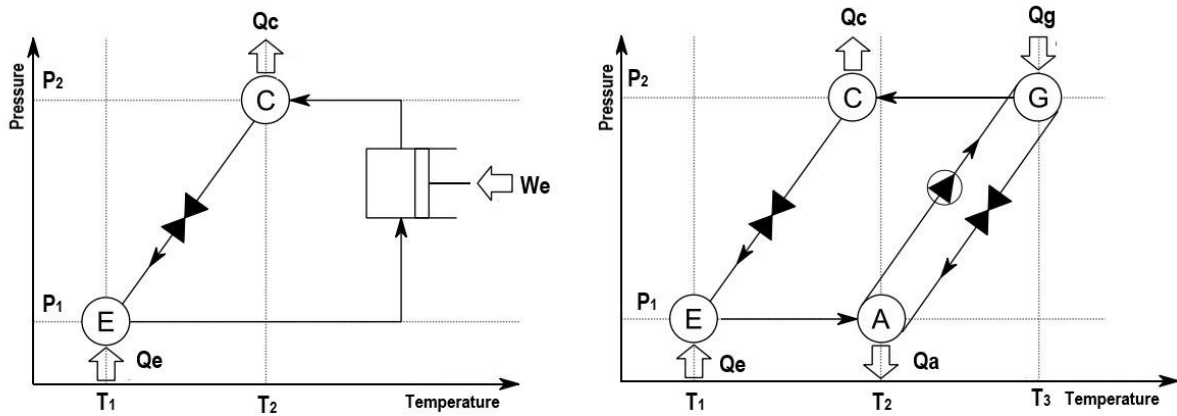 Qc
Pressure
P2
C
We
P1
E
Qe
T1
T2
Temperature
Qc
Qg
Pressure
P2
C
G
P1
E
A
Qe
Qa
T1
T2
T3
Temperature